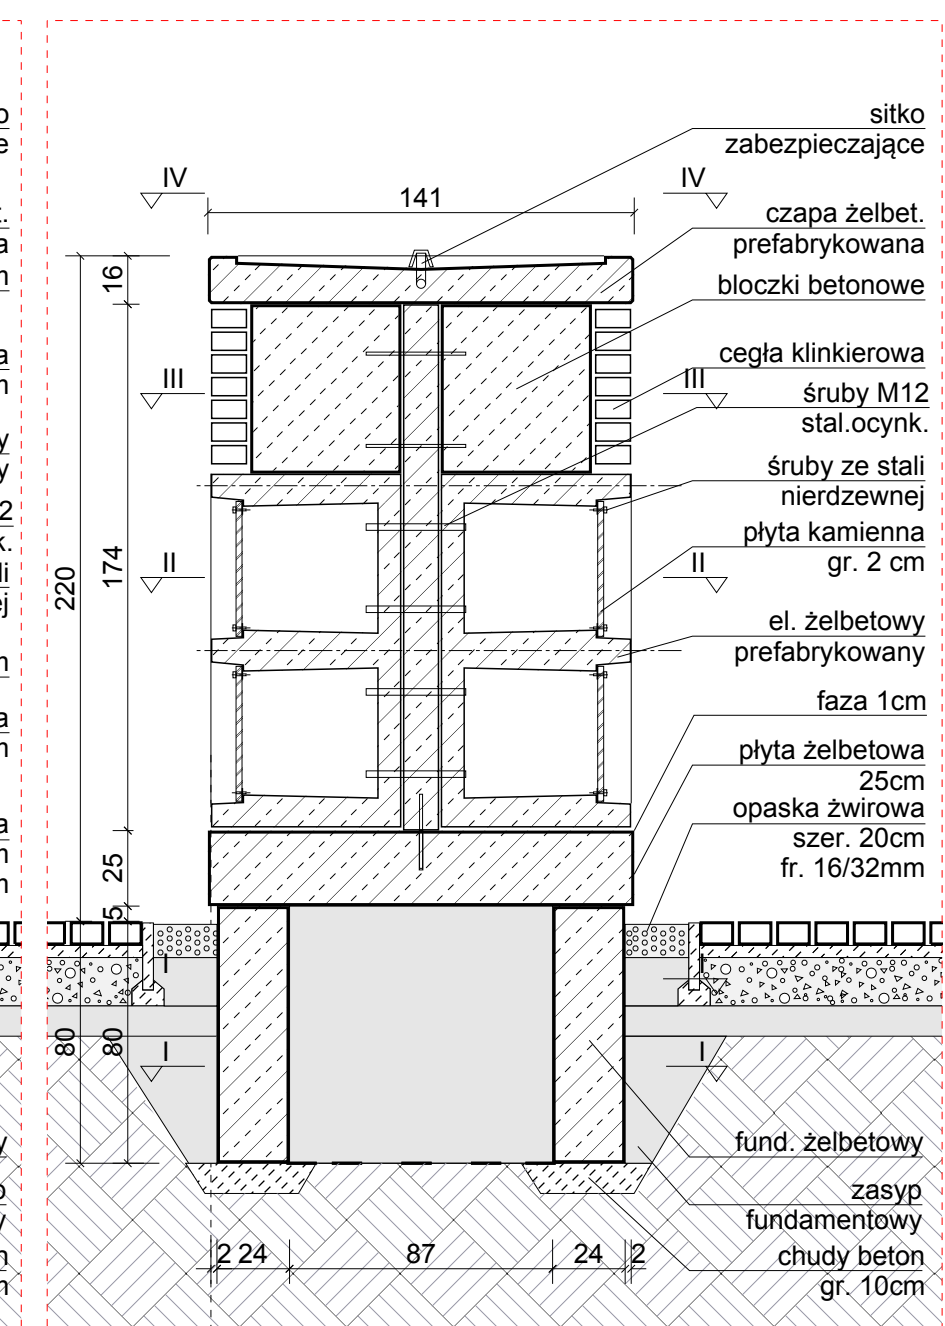 sitko
zabezpieczające
IV
IV
141
czapa żelbet.
prefabrykowana
16
bloczki betonowe
cegła klinkierowa
III
III
śruby M12
stal.ocynk.
śruby ze stali
nierdzewnej
płyta kamienna
gr. 2 cm
II
II
174
220
el. żelbetowy
prefabrykowany
faza 1cm
płyta żelbetowa
25cm
opaska żwirowa
szer. 20cm
fr. 16/32mm
25
5
I
I
80
80
I
I
fund. żelbetowy
zasyp
fundamentowy
chudy beton
gr. 10cm
2 24
87
24
2